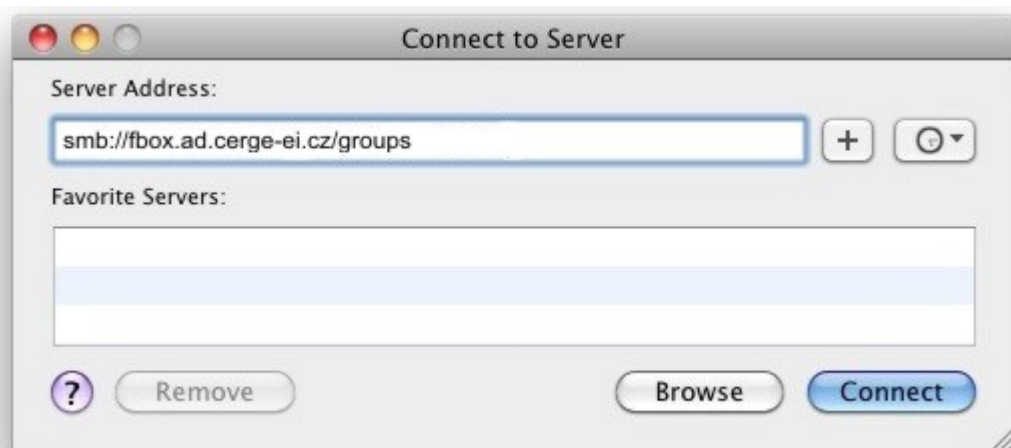 Connect to Server
Server Address:
smb://fbox.ad.cerge-ei.cz/groups
+
Favorite Servers:
? Remove Browse Connect